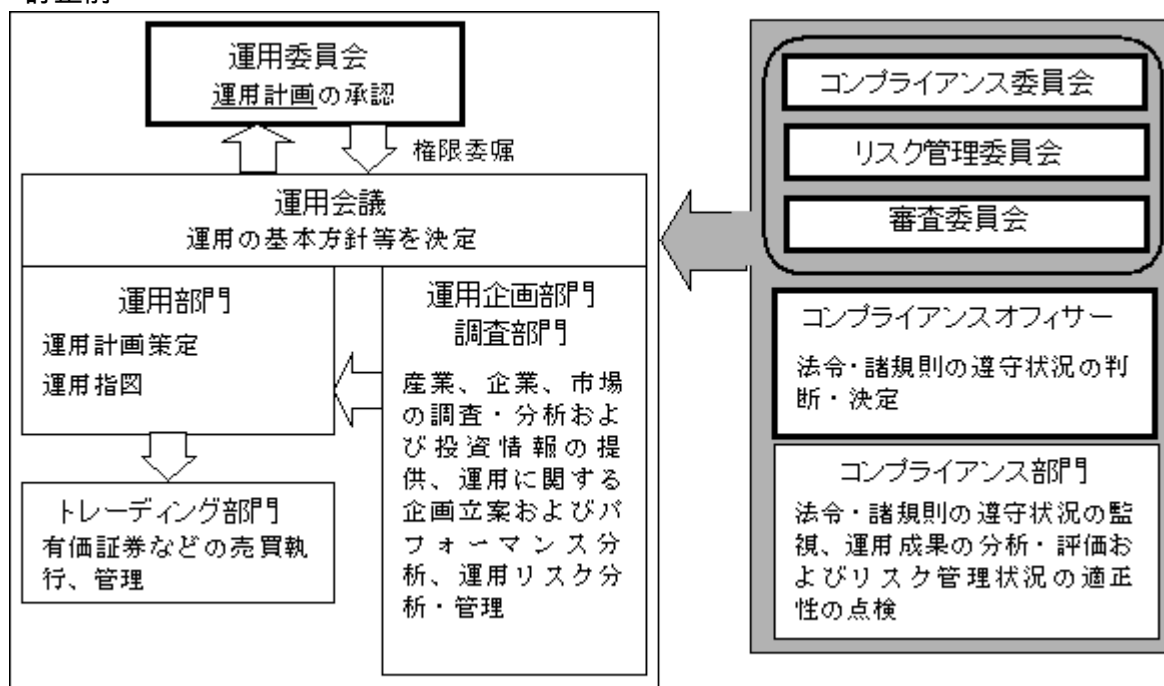 運用委員会
運用計画の承認
権限委嘱
運用会議
運用の基本方針等を決定
運用部門
運用計画策定
運用指図
運用企画部門
調査部門
産業、企業、市場
の調査・分析およ
び投資情報の提
供、運用に関する
企画立案およびパ
フォーマンス分
析、運用リスク分
析・管理
トレーディング部門
有価証券などの売買執
行、管理
コンプライアンス委員会
リスク管理委員会
審査委員会
コンプライアンスオフィサー
法令・諸規則の遵守状況の判
断・決定
コンプライアンス部門
法令・諸規則の遵守状況の監
視、運用成果の分析・評価お
よびリスク管理状況の適正
性の点検